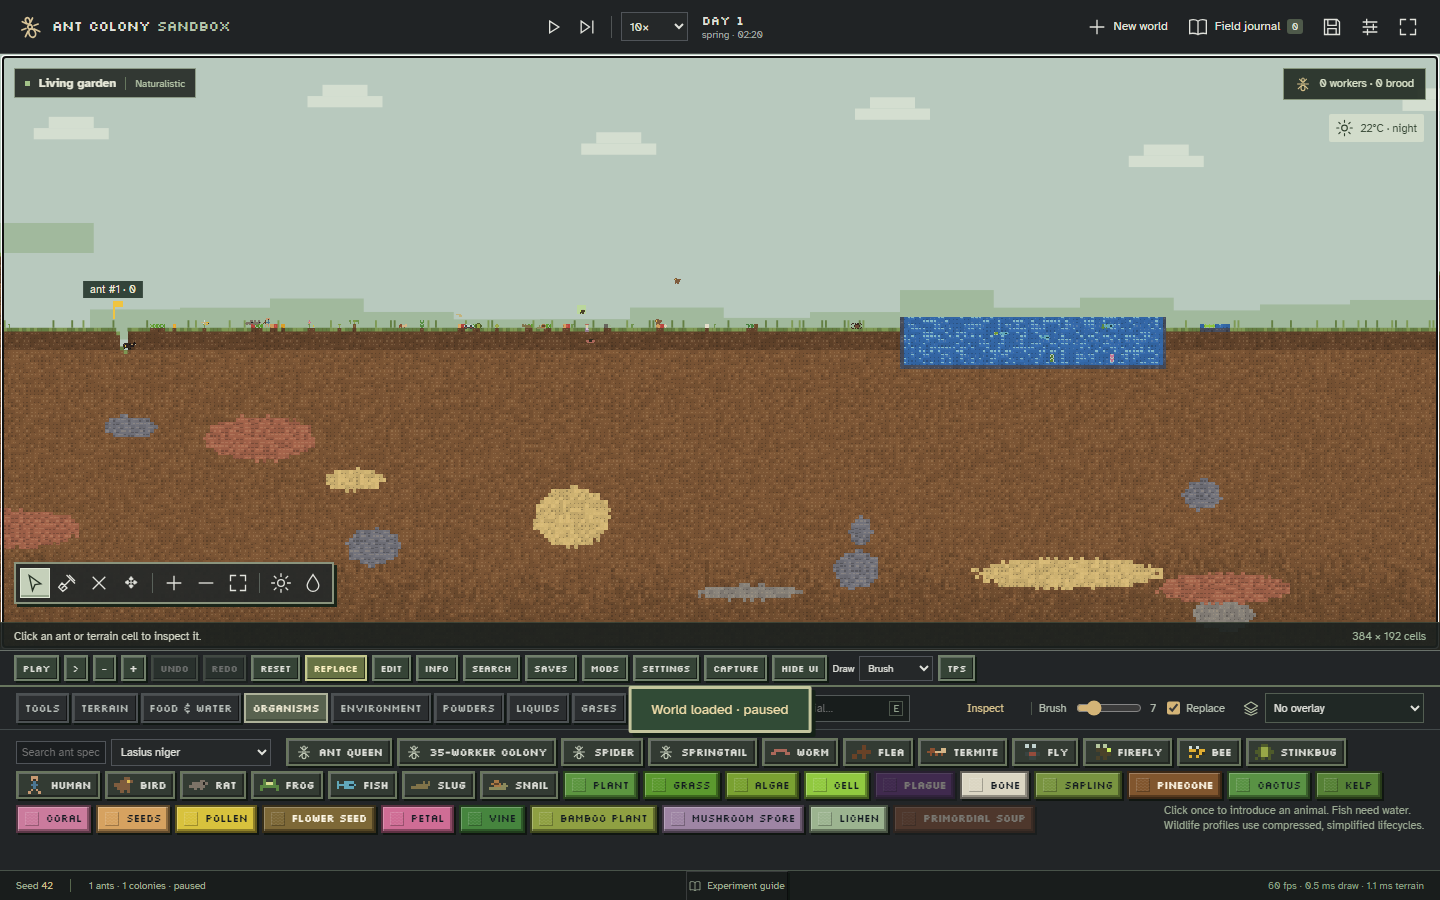 ANT COLONY SANDBOX
10×
DAY 1
spring · 02:20
New world
Field journal 0
Living garden
Naturalistic
0 workers · 0 brood
22°C · night
ant #1 · 0
Click an ant or terrain cell to inspect it.
384 × 192 cells
PLAY
>
-
+
UNDO
REDO
RESET
REPLACE
EDIT
INFO
SEARCH
SAVES
MODS
SETTINGS
CAPTURE
HIDE UI
Draw
Brush
TPS
TOOLS
TERRAIN
FOOD & WATER
ORGANISMS
ENVIRONMENT
POWDERS
LIQUIDS
GASES
World loaded · paused
E
Inspect
Brush
7
Replace
No overlay
Search ant spec
Lasius niger
ANT QUEEN
35-WORKER COLONY
SPIDER
SPRINGTAIL
WORM
FLEA
TERMITE
FLY
FIREFLY
BEE
STINKBUG
HUMAN
BIRD
RAT
FROG
FISH
SLUG
SNAIL
PLANT
GRASS
ALGAE
CELL
PLAGUE
BONE
SAPLING
PINECONE
CACTUS
KELP
CORAL
SEEDS
POLLEN
FLOWER SEED
PETAL
VINE
BAMBOO PLANT
MUSHROOM SPORE
LICHEN
PRIMORDIAL SOUP
Click once to introduce an animal. Fish need water.
Wildlife profiles use compressed, simplified lifecycles.
Seed 42
1 ants · 1 colonies · paused
Experiment guide
60 fps · 0.5 ms draw · 1.1 ms terrain